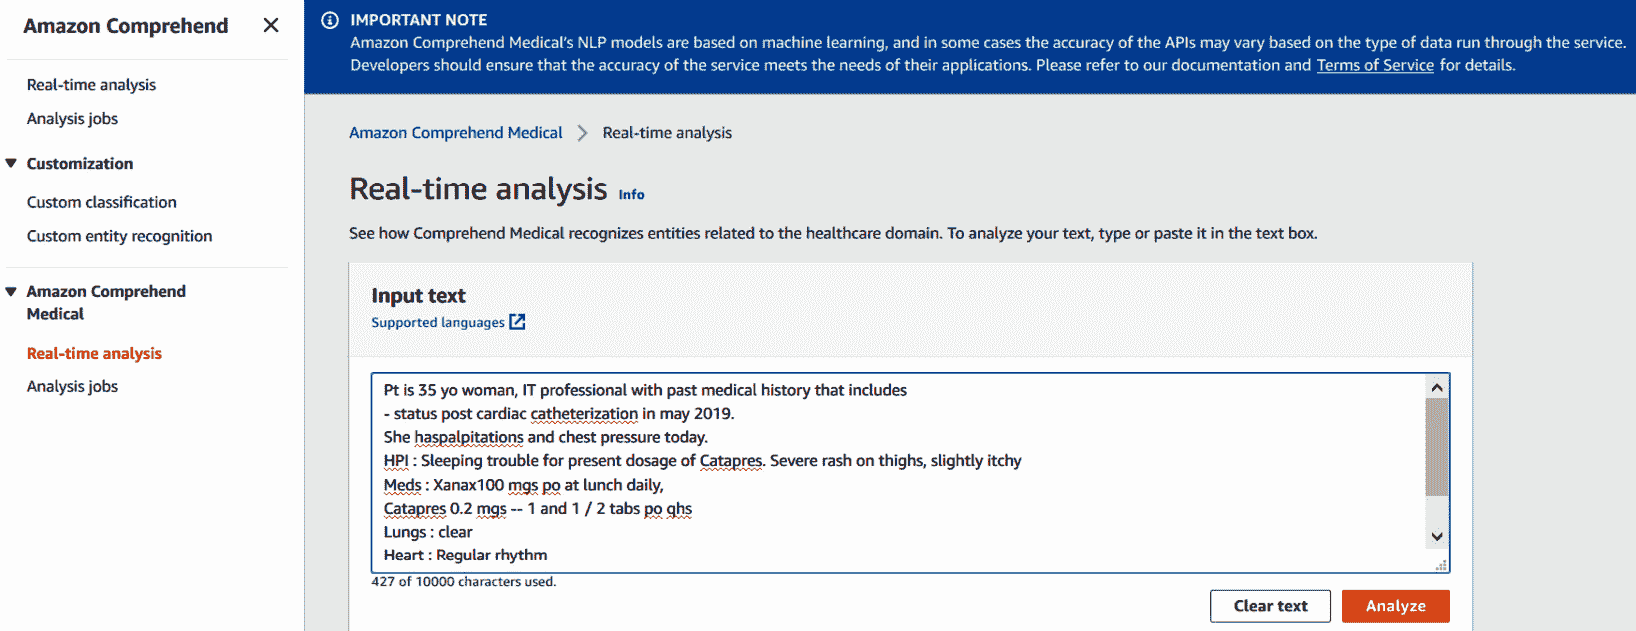 Amazon Comprehend
Real-time analysis
Analysis jobs
Customization
Custom classification
Custom entity recognition
Amazon Comprehend
Medical
Real-time analysis
Analysis jobs
IMPORTANT NOTE
Amazon Comprehend Medical's NLP models are based on machine learning, and in some cases the accuracy of the APIs may vary based on the type of data run through the service.
Developers should ensure that the accuracy of the service meets the needs of their applications. Please refer to our documentation and Terms of Service for details.
Amazon Comprehend Medical > Real-time analysis
Real-time analysis Info
See how Comprehend Medical recognizes entities related to the healthcare domain. To analyze your text, type or paste it in the text box.
Input text
Supported languages
Pt is 35 yo woman, IT professional with past medical history that includes
- status post cardiac catheterization in may 2019.
She haspalpitations and chest pressure today.
HPI : Sleeping trouble for present dosage of Catapres. Severe rash on thighs, slightly itchy
Meds : Xanax100 mgs po at lunch daily,
Catapres 0.2 mgs -- 1 and 1 / 2 tabs po qhs
Lungs : clear
Heart : Regular rhythm
427 of 10000 characters used.
Clear text
Analyze